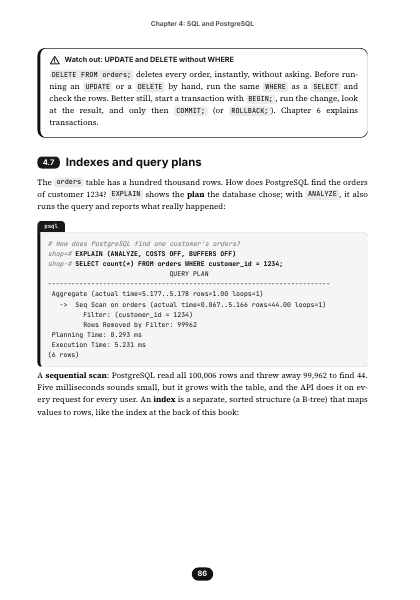 Chapter 4: SQL and PostgreSQL
Watch out: UPDATE and DELETE without WHERE
DELETE FROM orders; deletes every order, instantly, without asking. Before run-
ning an UPDATE or a DELETE by hand, run the same WHERE as a SELECT and
check the rows. Better still, start a transaction with BEGIN;, run the change, look
at the result, and only then COMMIT; (or ROLLBACK;). Chapter 6 explains
transactions.
4.7 Indexes and query plans
The orders table has a hundred thousand rows. How does PostgreSQL find the orders
of customer 1234? EXPLAIN shows the plan the database chose; with ANALYZE, it also
runs the query and reports what really happened:
psql
# How does PostgreSQL find one customer's orders?
shop=# EXPLAIN (ANALYZE, COSTS OFF, BUFFERS OFF)
shop-# SELECT count(*) FROM orders WHERE customer_id = 1234;
QUERY PLAN
------------------------------------------------------------------------
Aggregate (actual time=5.177..5.178 rows=1.00 loops=1)
-> Seq Scan on orders (actual time=0.067..5.166 rows=44.00 loops=1)
Filter: (customer_id = 1234)
Rows Removed by Filter: 99962
Planning Time: 0.293 ms
Execution Time: 5.231 ms
(6 rows)
A sequential scan: PostgreSQL read all 100,006 rows and threw away 99,962 to find 44.
Five milliseconds sounds small, but it grows with the table, and the API does it on ev-
ery request for every user. An index is a separate, sorted structure (a B-tree) that maps
values to rows, like the index at the back of this book:
86